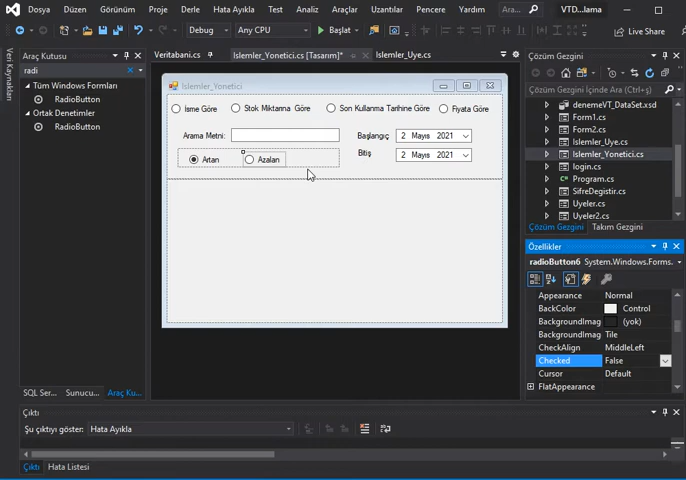 Dosya Düzenle Görünüm Git Proje Derle Hata Ayıkla Test Analiz Araçlar Uzantılar Pencere Yardım Ara... VTD...lama
Debug Any CPU Başlat Live Share
Veri Kaynakları
Araç Kutusu
radi
Tüm Windows Formları
RadioButton
Ortak Denetimler
RadioButton
SQL Ser... Sunucu... Araç Ku...
Veritabani.cs Islemler_Yonetici.cs [Tasarım]* Islemler_Uye.cs
Islemler_Yonetici
İsme Göre Stok Miktarına Göre Son Kullanma Tarihine Göre Fiyata Göre
Arama Metni: Başlangıç 2 Mayıs 2021
Artan Azalan Bitiş 2 Mayıs 2021
Çözüm Gezgini
denemeVT_DataSet.xsd
Form1.cs
Form2.cs
Islemler_Uye.cs
Islemler_Yonetici.cs
login.cs
Program.cs
SifreDegistir.cs
Uyeler.cs
Uyeler2.cs
Çözüm Gezgini Takım Gezgini
Özellikler
radioButton6 System.Windows.Forms.
Appearance Normal
BackColor Control
BackgroundImag (yok)
BackgroundImag Tile
CheckAlign MiddleLeft
Checked False
Cursor Default
FlatAppearance
Çıktı
Şu çıktıyı göster: Hata Ayıkla
Çıktı Hata Listesi